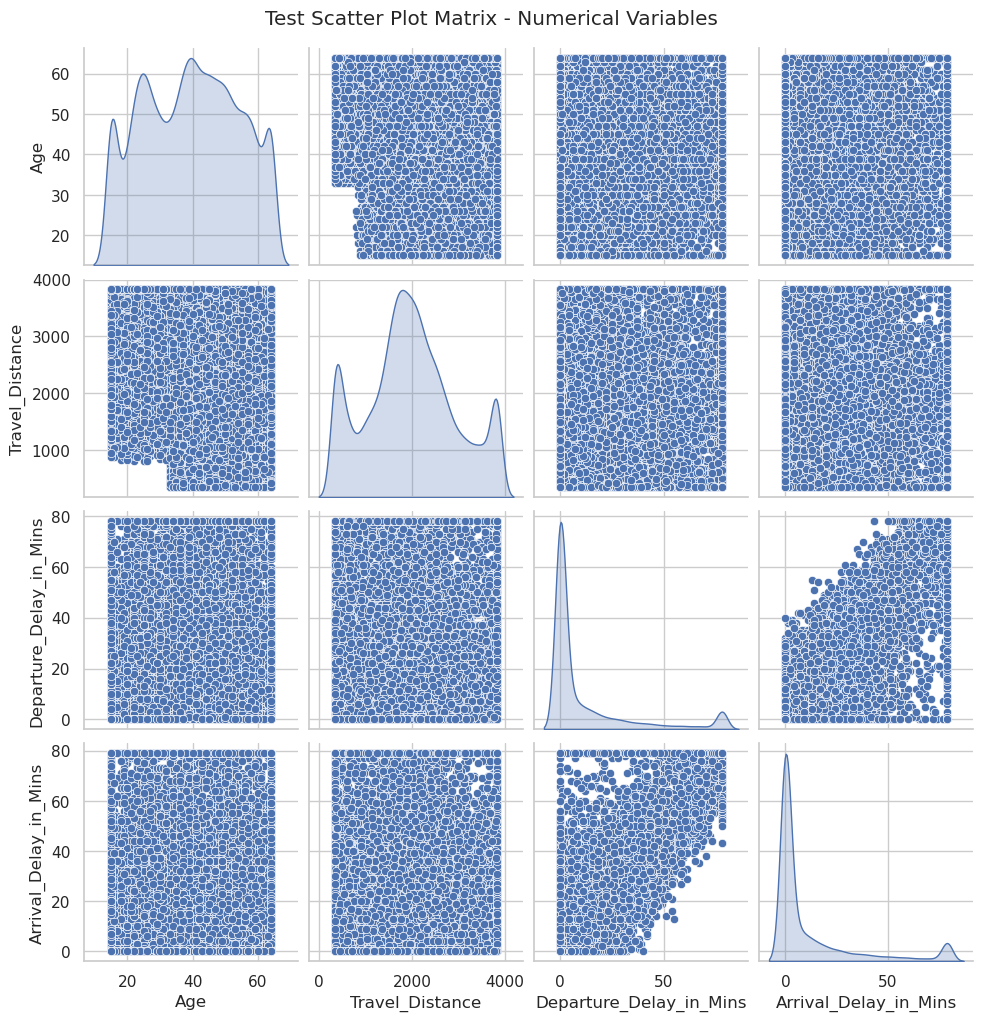 Test Scatter Plot Matrix - Numerical Variables
60
50
40
30
20
Age
4000
3000
2000
1000
Travel_Distance
80
60
40
20
0
Departure_Delay_in_Mins
80
60
40
20
0
Arrival_Delay_in_Mins
20 40 60
0 2000 4000
0 50
0 50
Age
Travel_Distance
Departure_Delay_in_Mins
Arrival_Delay_in_Mins